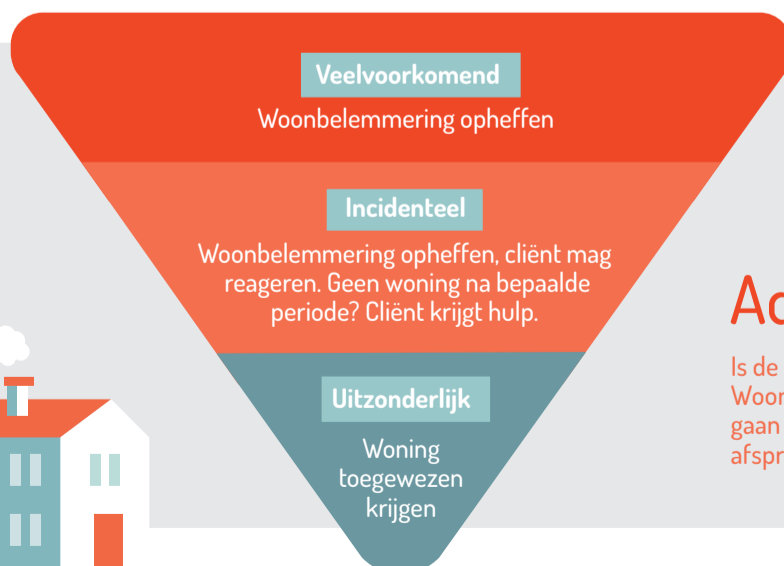 Veelvoorkomend
Woonbelemmering opheffen
Incidenteel
Woonbelemmering opheffen, cliënt mag
reageren. Geen woning na bepaalde
periode? Cliënt krijgt hulp.
Uitzonderlijk
Woning
toegewezen
krijgen
Is de
gaan